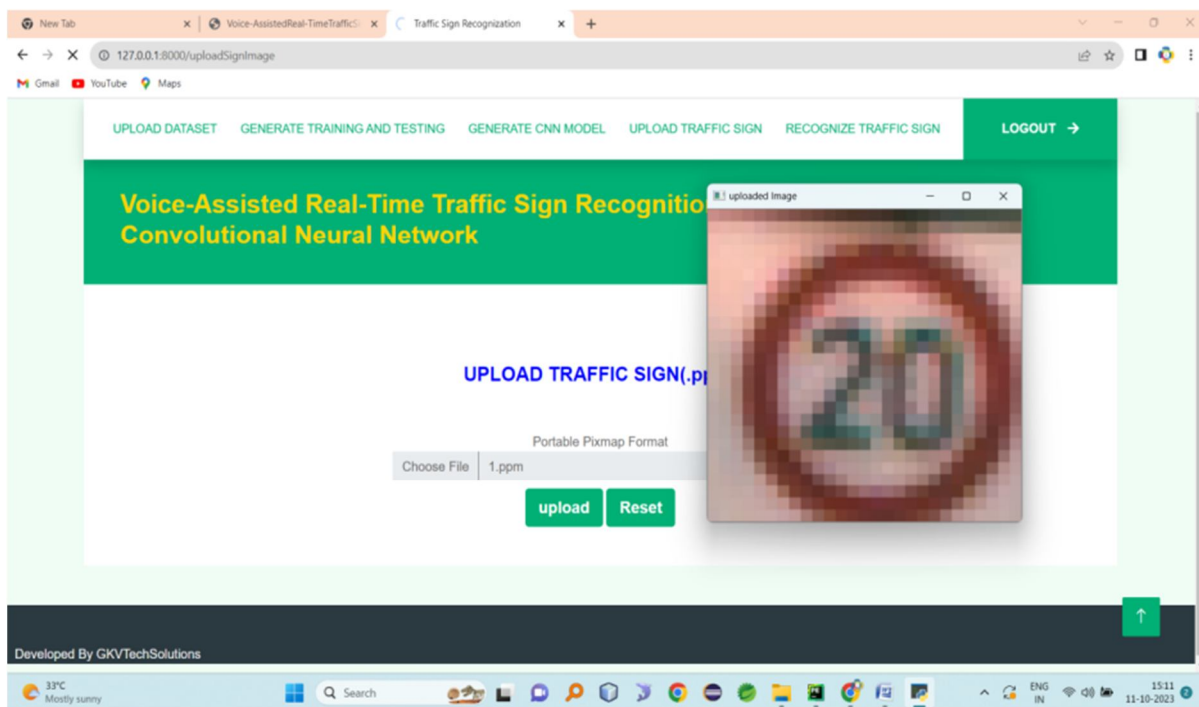 New Tab
Voice-AssistedReal-TimeTrafficSi
Traffic Sign Recognization
127.0.0.1:8000/uploadSignImage
Gmail
YouTube
Maps
UPLOAD DATASET
GENERATE TRAINING AND TESTING
GENERATE CNN MODEL
UPLOAD TRAFFIC SIGN
RECOGNIZE TRAFFIC SIGN
LOGOUT
Voice-Assisted Real-Time Traffic Sign Recognitio
Convolutional Neural Network
uploaded Image
20
UPLOAD TRAFFIC SIGN(.pp
Portable Pixmap Format
Choose File
1.ppm
upload
Reset
Developed By GKVTechSolutions
33°C
Mostly sunny
Search
ENG
IN
15:11
11-10-2023
2